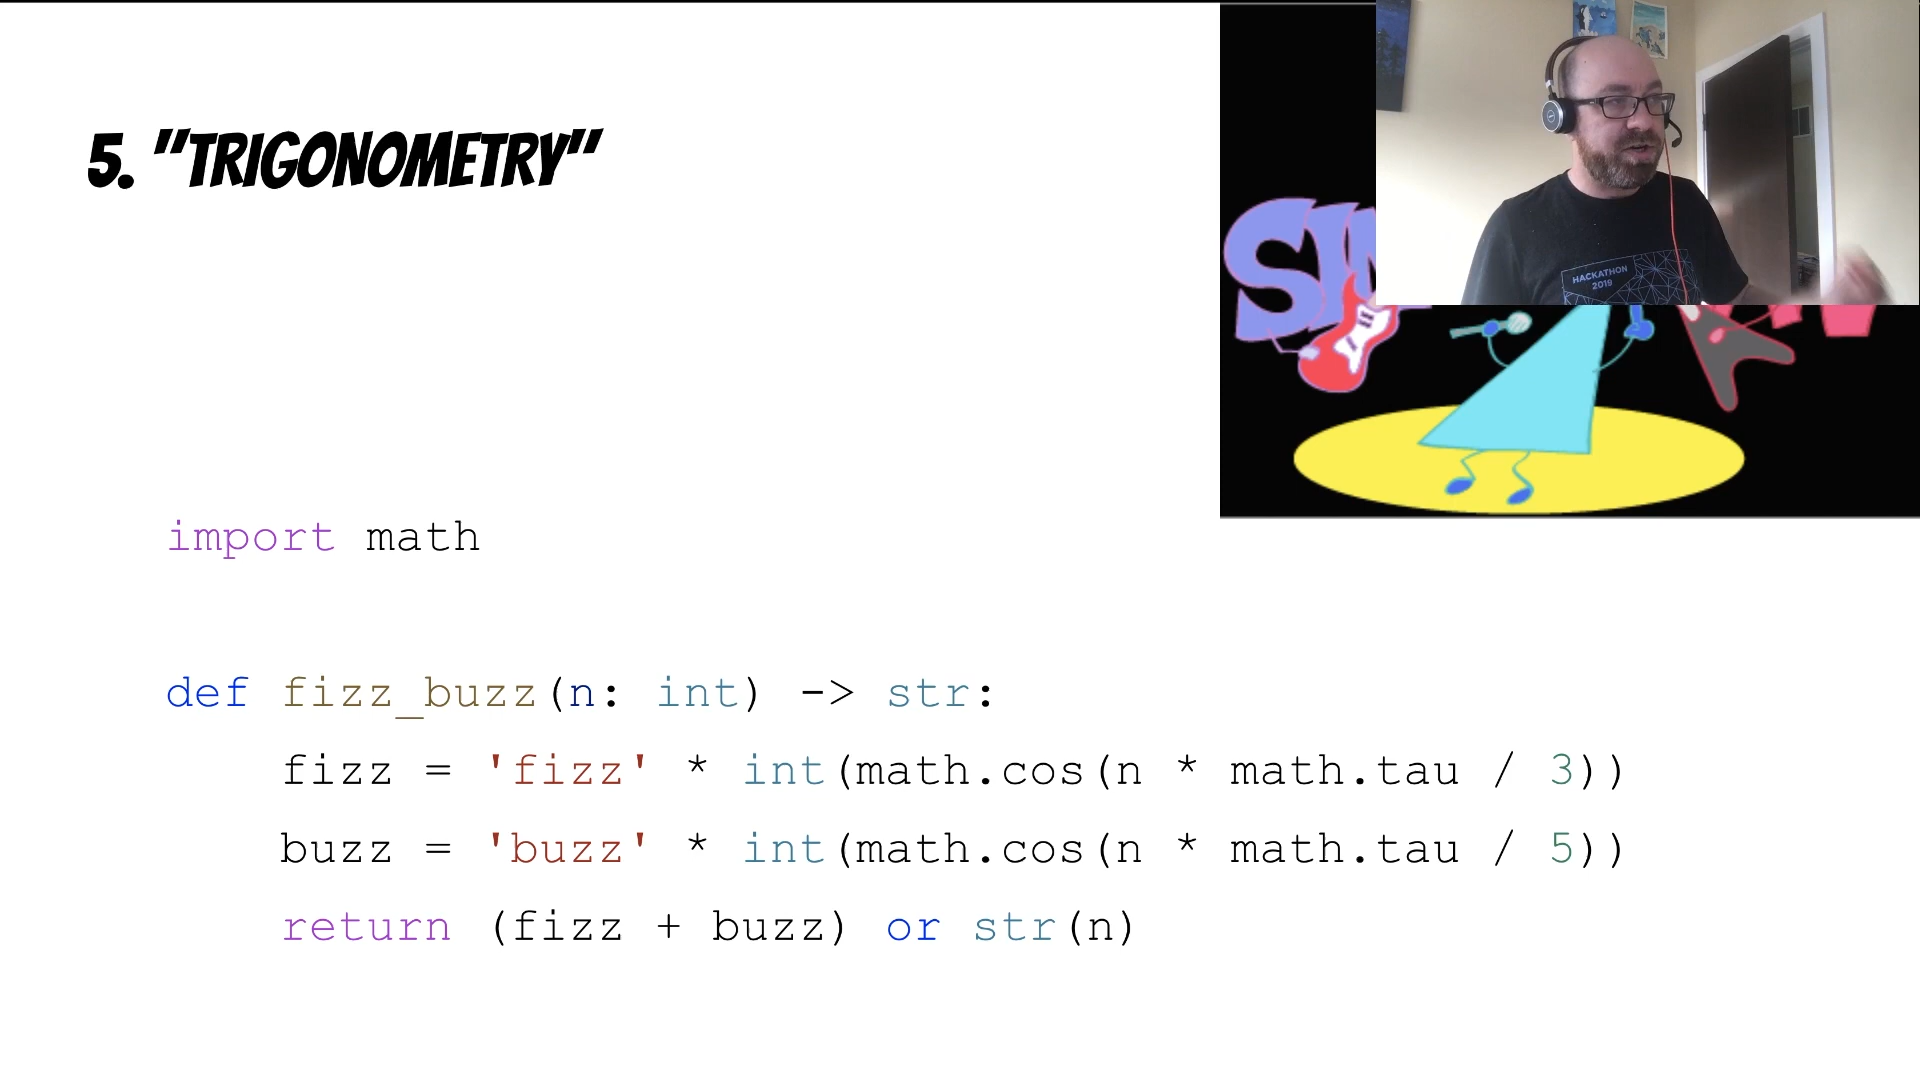 5. "TRIGONOMETRY"
HACKATHON
2019
import math
def fizz_buzz(n: int) -> str:
fizz = 'fizz' * int(math.cos(n * math.tau / 3))
buzz = 'buzz' * int(math.cos(n * math.tau / 5))
return (fizz + buzz) or str(n)